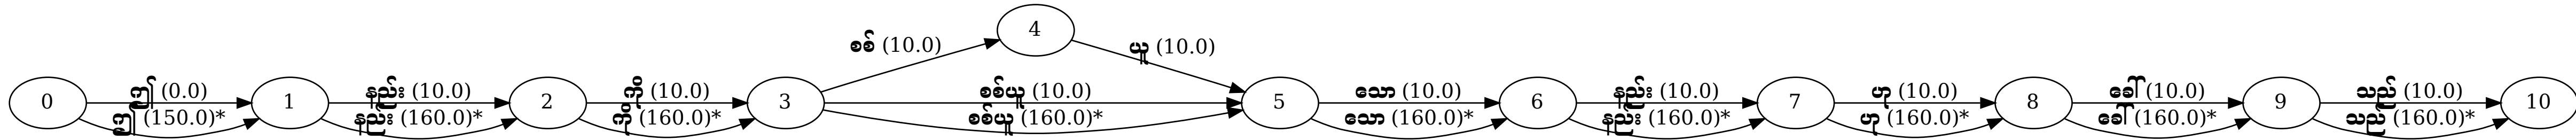 4
စစ် (10.0) ယူ (10.0)
ဤ (0.0) နည်း (10.0) ကို (10.0) စစ်ယူ (10.0) သော (10.0) နည်း (10.0) ဟု (10.0) ခေါ် (10.0) သည် (10.0)
0 1 2 3 5 6 7 8 9 10
ဤ (150.0)* နည်း (160.0)* ကို (160.0)* စစ်ယူ (160.0)* သော (160.0)* နည်း (160.0)* ဟု (160.0)* ခေါ် (160.0)* သည် (160.0)*